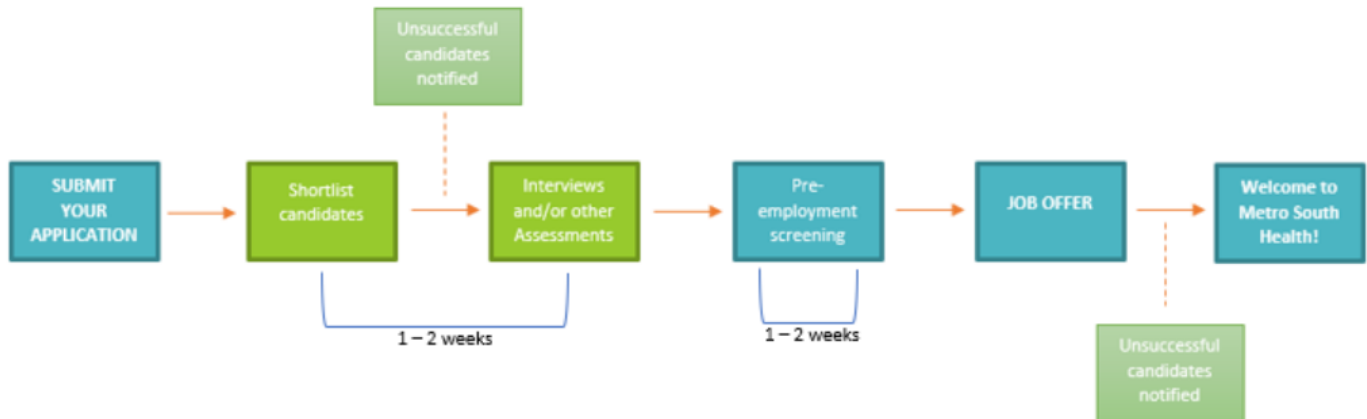 Unsuccessful
candidates
notified
SUBMIT
YOUR
APPLICATION
Shortlist
candidates
Interviews
and/or other
Assessments
Pre-
employment
screening
JOB OFFER
Welcome to
Metro South
Health!
1 – 2 weeks
1 – 2 weeks
Unsuccessful
candidates
notified